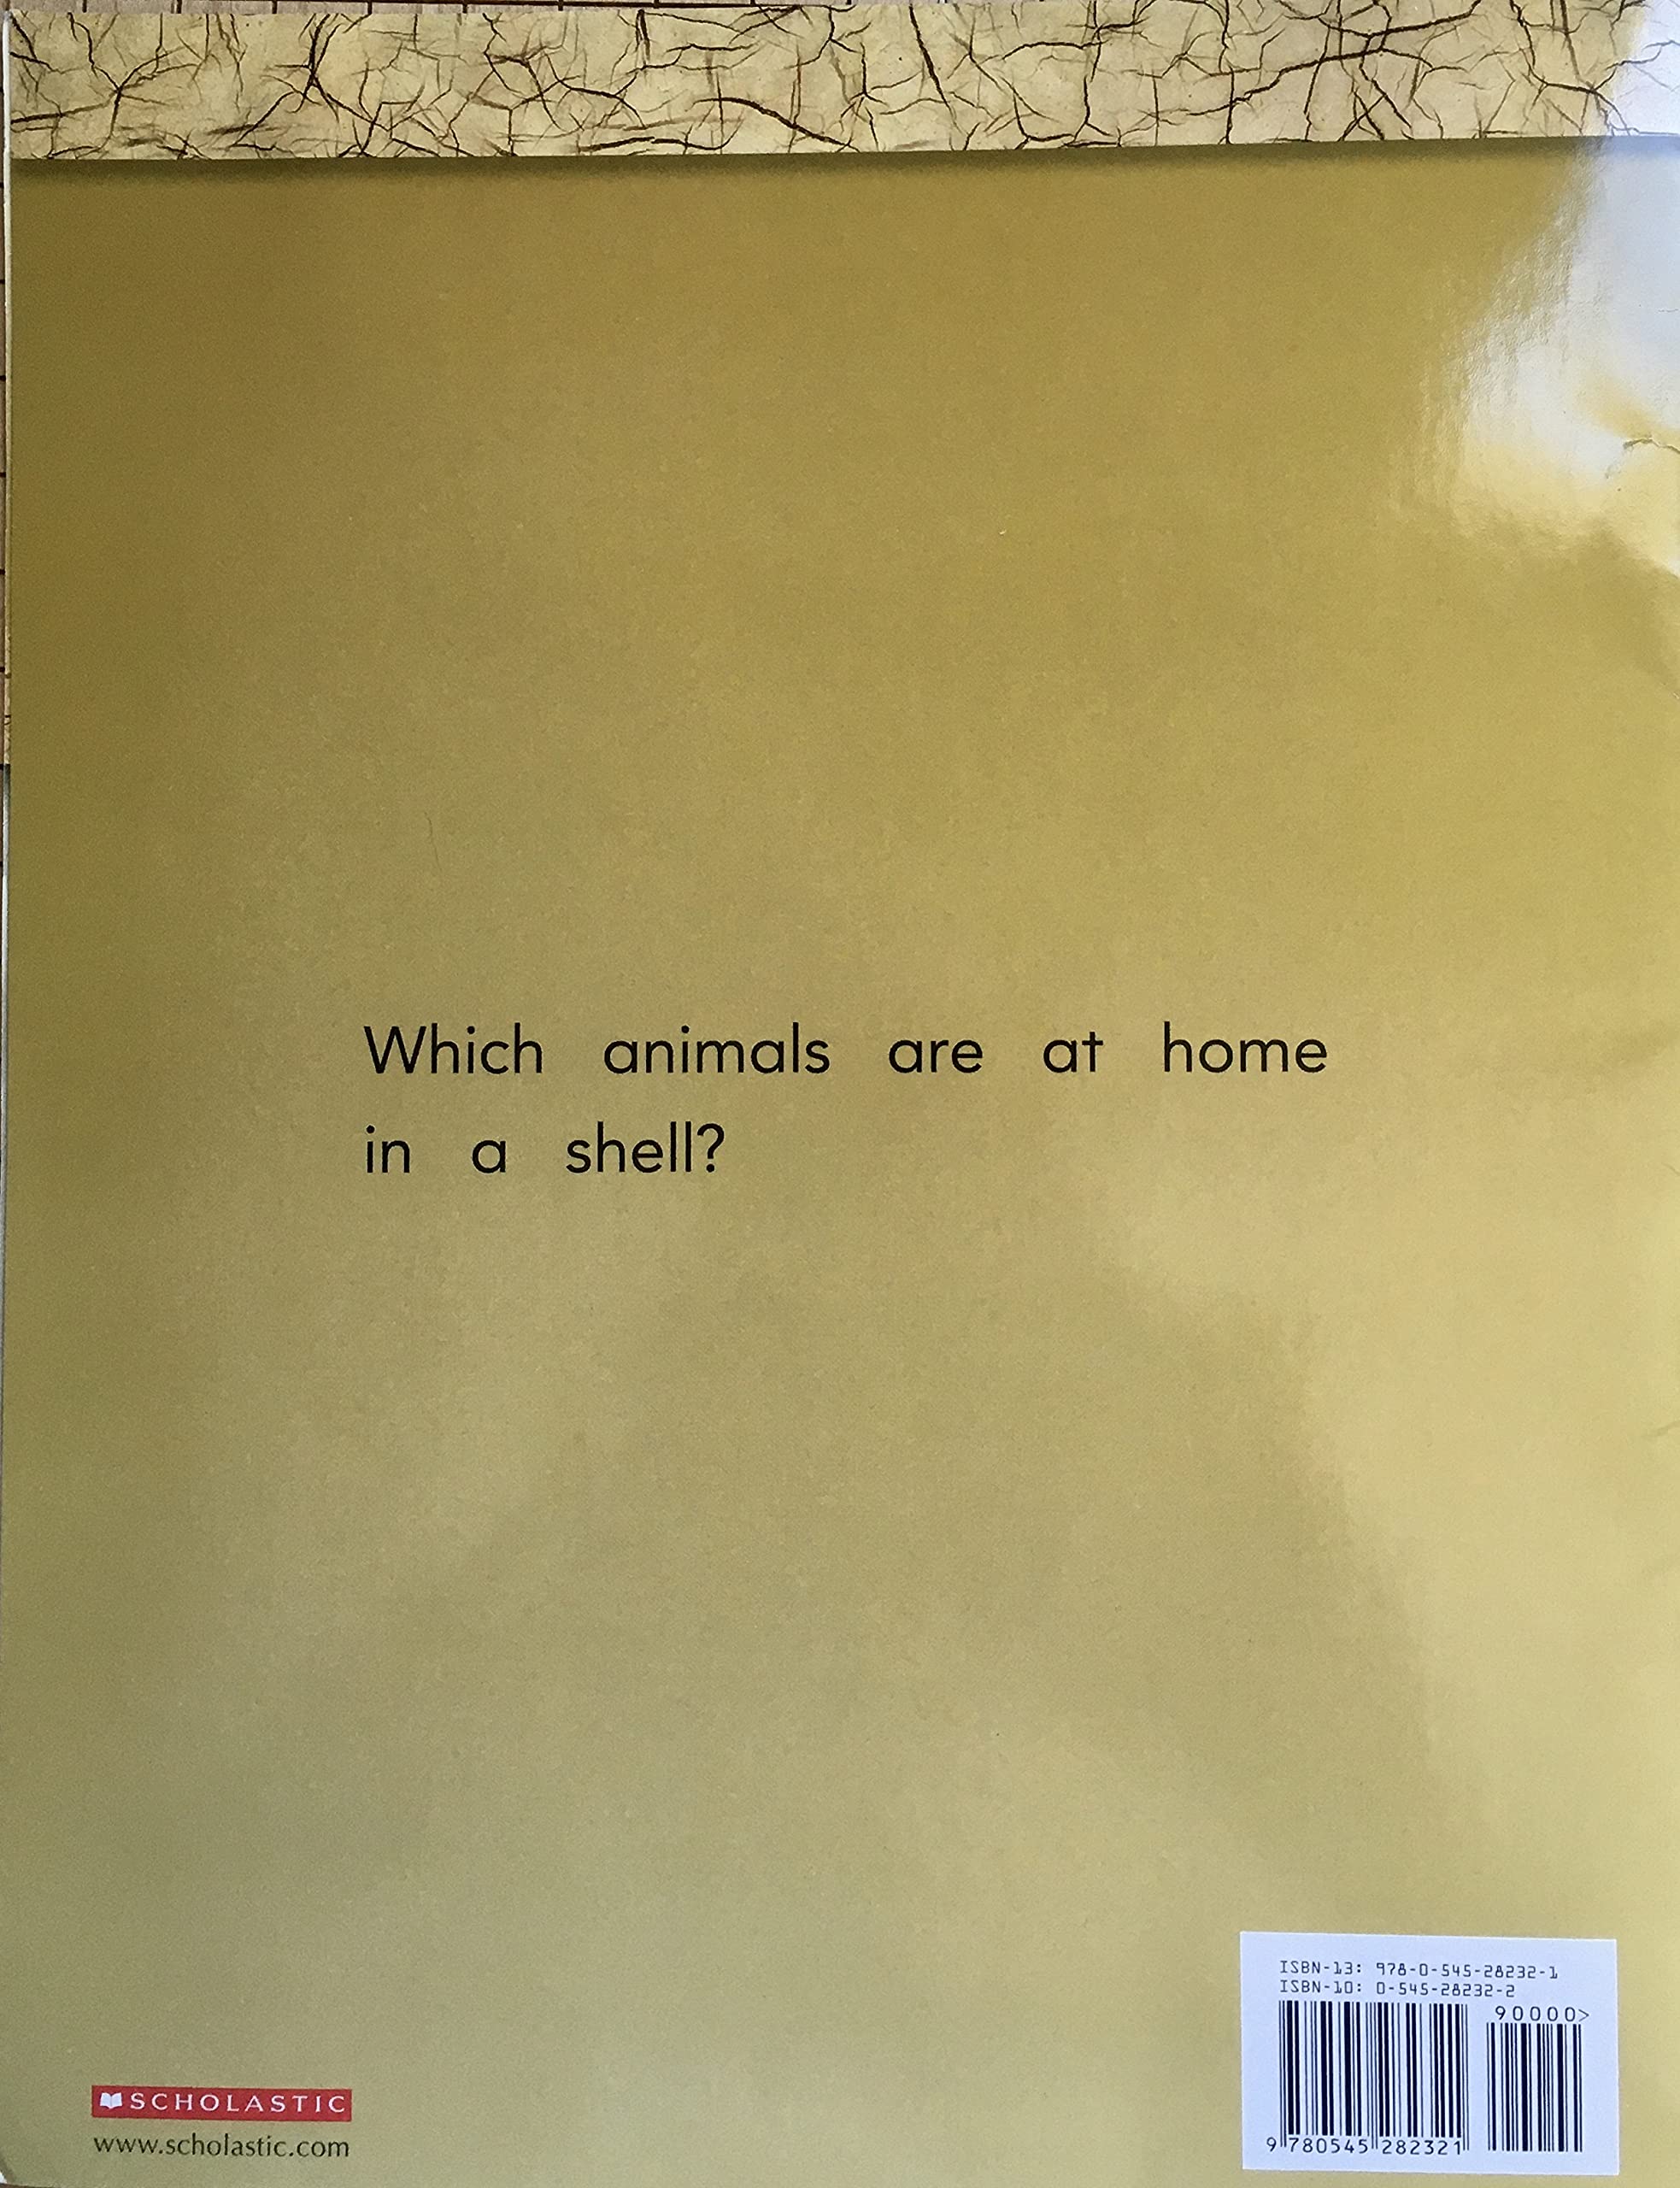 Which animals are at home
in a shell?
ISBN-13: 978-0-545-28232-1
ISBN-10: 0-545-28232-2
90000>
9 780545 282321
SCHOLASTIC
www.scholastic.com